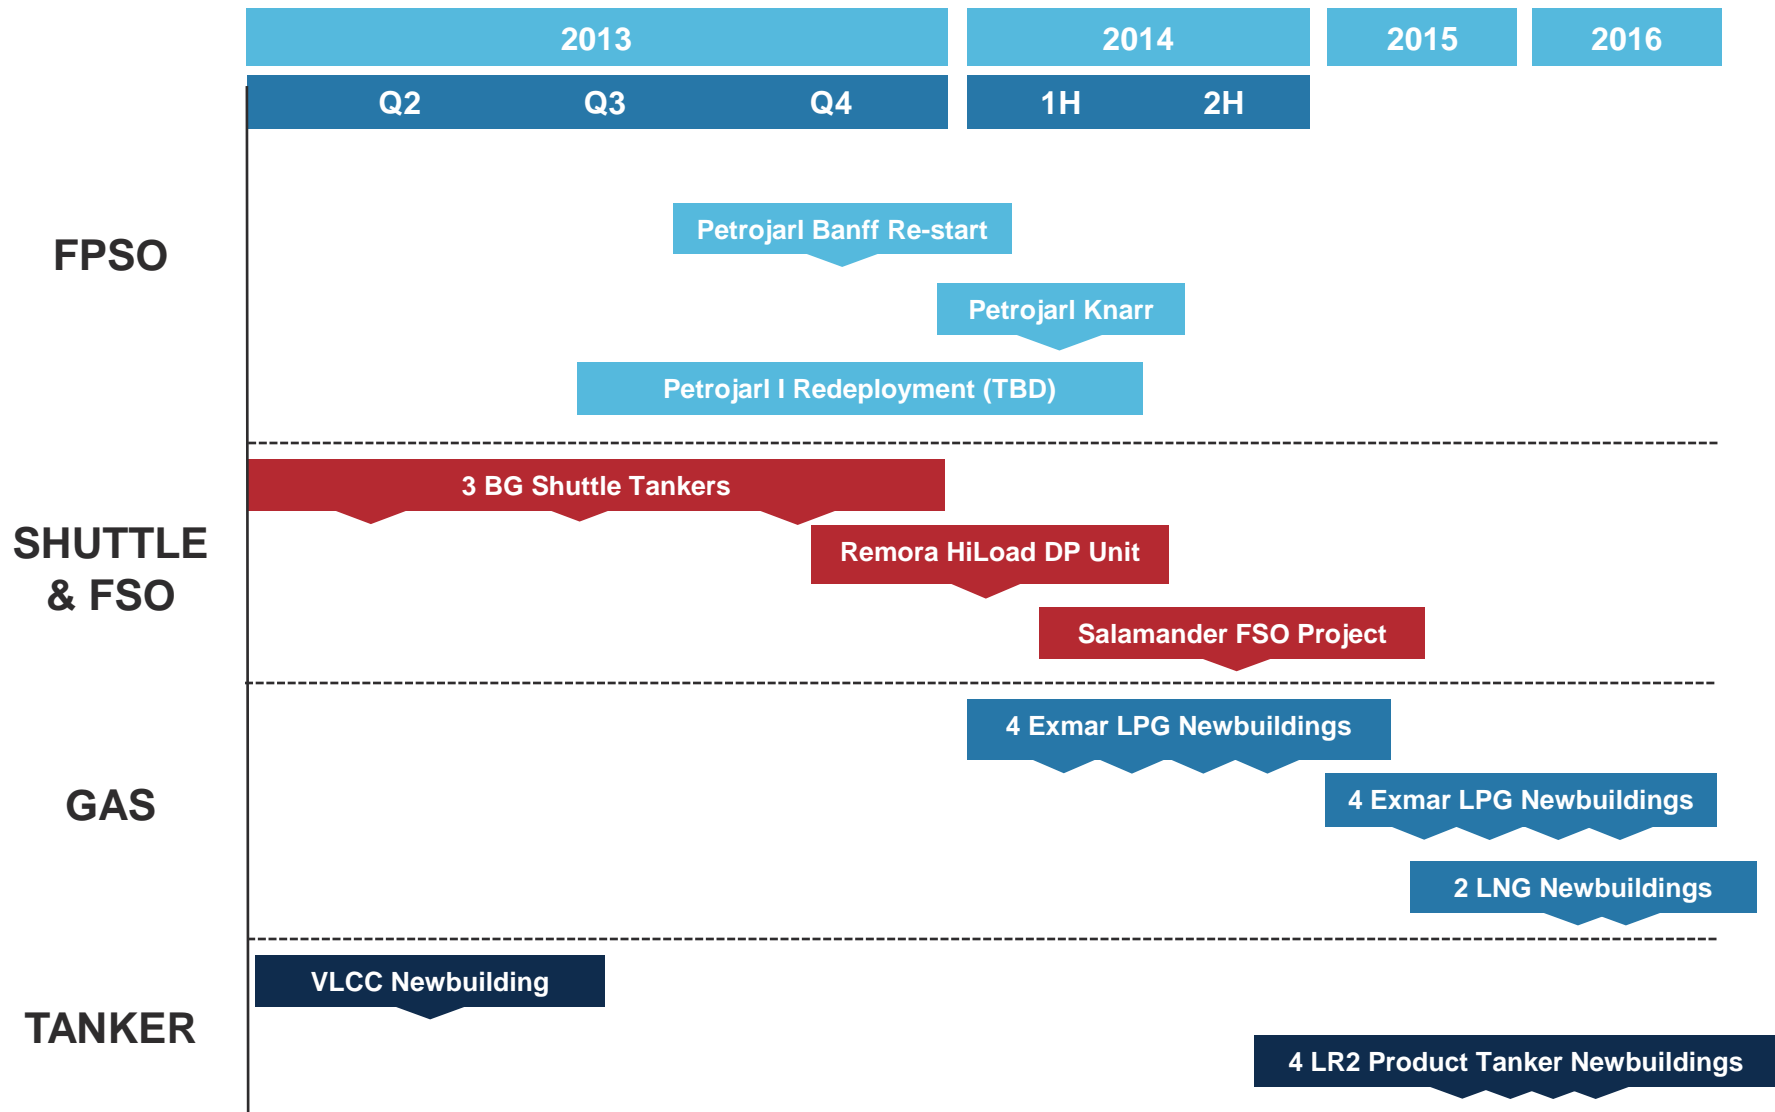 2013
2014
2015
2016
Q2
Q3
Q4
1H
2H
FPSO
Petrojarl Banff Re-start
Petrojarl Knarr
Petrojarl I Redeployment (TBD)
SHUTTLE
& FSO
3 BG Shuttle Tankers
Remora HiLoad DP Unit
Salamander FSO Project
GAS
4 Exmar LPG Newbuildings
4 Exmar LPG Newbuildings
2 LNG Newbuildings
TANKER
VLCC Newbuilding
4 LR2 Product Tanker Newbuildings